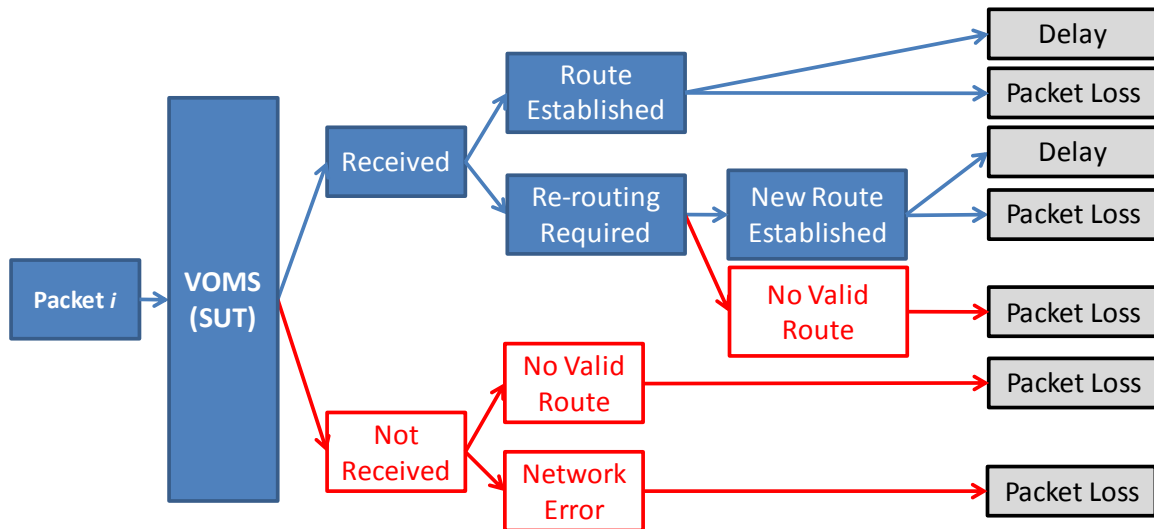 Delay
Route
Established
Packet Loss
Delay
Received
Re-routing
Required
New Route
Established
Packet Loss
VOMS
(SUT)
Packet i
No Valid
Route
Packet Loss
No Valid
Route
Packet Loss
Not
Received
Network
Error
Packet Loss